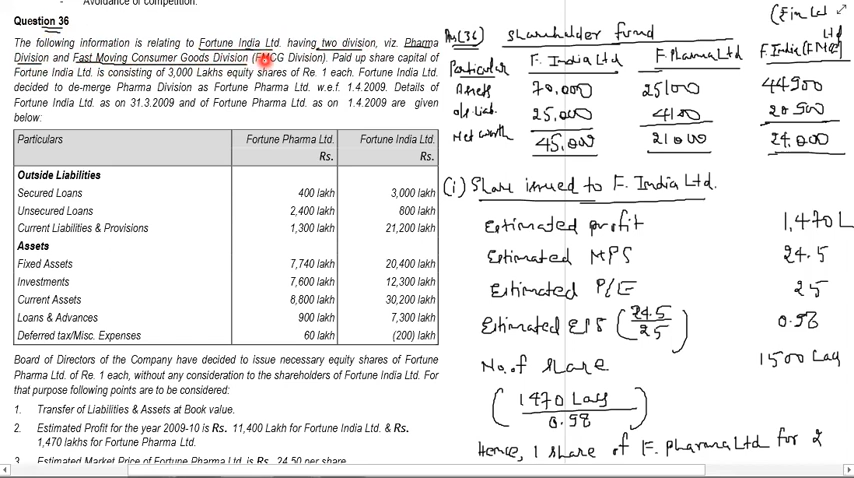 Avoidance of competition.
Question 36
The following information is relating to Fortune India Ltd. having two division, viz. Pharma
Division and Fast Moving Consumer Goods Division (FMCG Division). Paid up share capital of
Fortune India Ltd. is consisting of 3,000 Lakhs equity shares of Re. 1 each. Fortune India Ltd.
decided to de-merge Pharma Division as Fortune Pharma Ltd. w.e.f. 1.4.2009. Details of
Fortune India Ltd. as on 31.3.2009 and of Fortune Pharma Ltd. as on 1.4.2009 are given
below:
Particulars Fortune Pharma Ltd. Fortune India Ltd.
Rs. Rs.
Outside Liabilities
Secured Loans 400 lakh 3,000 lakh
Unsecured Loans 2,400 lakh 800 lakh
Current Liabilities & Provisions 1,300 lakh 21,200 lakh
Assets
Fixed Assets 7,740 lakh 20,400 lakh
Investments 7,600 lakh 12,300 lakh
Current Assets 8,800 lakh 30,200 lakh
Loans & Advances 900 lakh 7,300 lakh
Deferred tax/Misc. Expenses 60 lakh (200) lakh
Board of Directors of the Company have decided to issue necessary equity shares of Fortune
Pharma Ltd. of Re. 1 each, without any consideration to the shareholders of Fortune India Ltd. For
that purpose following points are to be considered:
1. Transfer of Liabilities & Assets at Book value.
2. Estimated Profit for the year 2009-10 is Rs. 11,400 Lakh for Fortune India Ltd. & Rs.
1,470 lakhs for Fortune Pharma Ltd.
3. Estimated Market Price of Fortune Pharma Ltd. is Rs. 24.50 per share.
Ans(36) Shareholder fund
Particular F. India Ltd F. Pharma Ltd F. India (FMCG) Ltd
Assets 70,000 25100 44900
25,000 4100 20900
Net worth 45,000 21000 24,000
(i) Share issued to F. India Ltd.
Estimated profit 1,470 L
Estimated MPS 24.5
Estimated P/E 25
Estimated EPS (24.5/25) 0.98
No. of share 1500 Lacs
(1470 Lacs/0.98)
Hence, 1 share of F. Pharma Ltd for 2